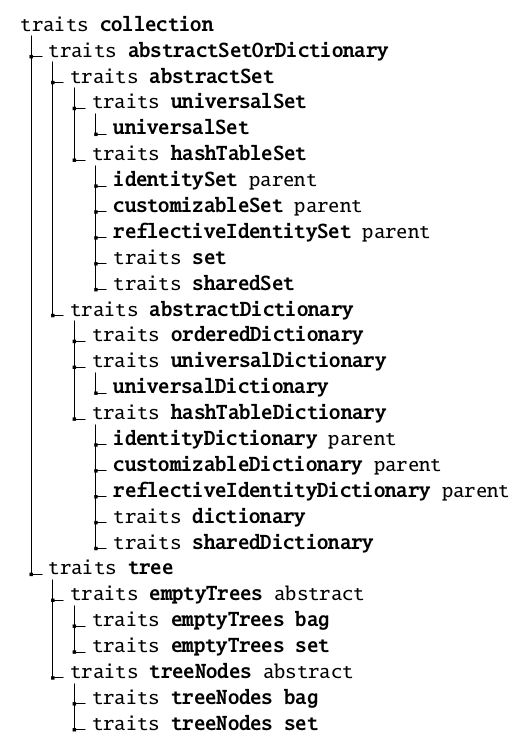 traits collection
traits abstractSetOrDictionary
traits abstractSet
traits universalSet
universalSet
traits hashTableSet
identitySet parent
customizableSet parent
reflectiveIdentitySet parent
traits set
traits sharedSet
traits abstractDictionary
traits orderedDictionary
traits universalDictionary
universalDictionary
traits hashTableDictionary
identityDictionary parent
customizableDictionary parent
reflectiveIdentityDictionary parent
traits dictionary
traits sharedDictionary
traits tree
traits emptyTrees abstract
traits emptyTrees bag
traits emptyTrees set
traits treeNodes abstract
traits treeNodes bag
traits treeNodes set